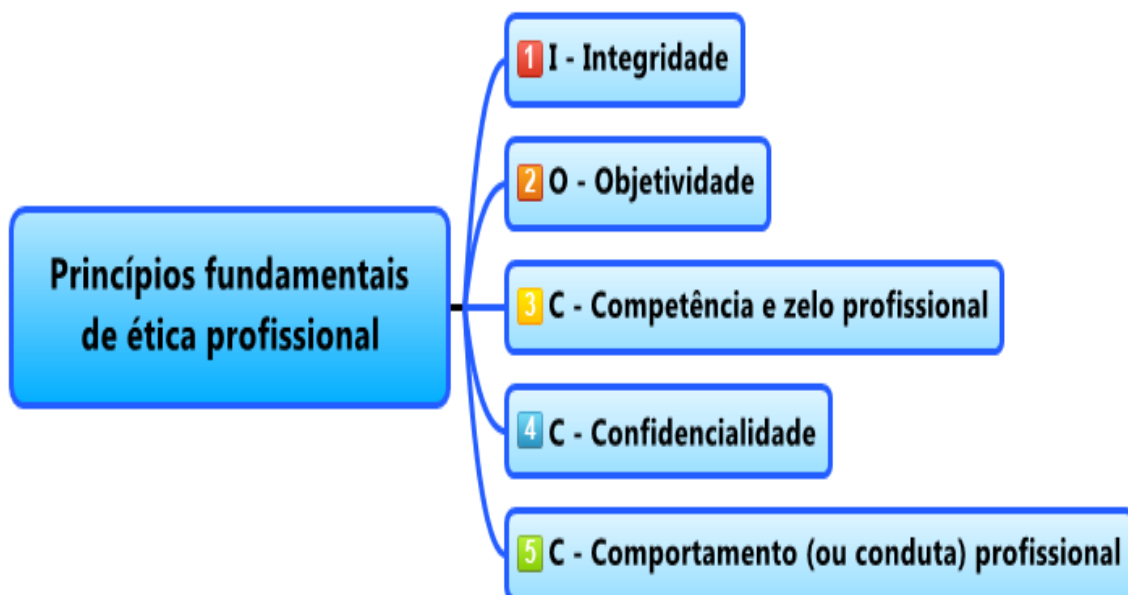 Princípios fundamentais
de ética profissional
1 I - Integridade
2 O - Objetividade
3 C - Competência e zelo profissional
4 C - Confidencialidade
5 C - Comportamento (ou conduta) profissional